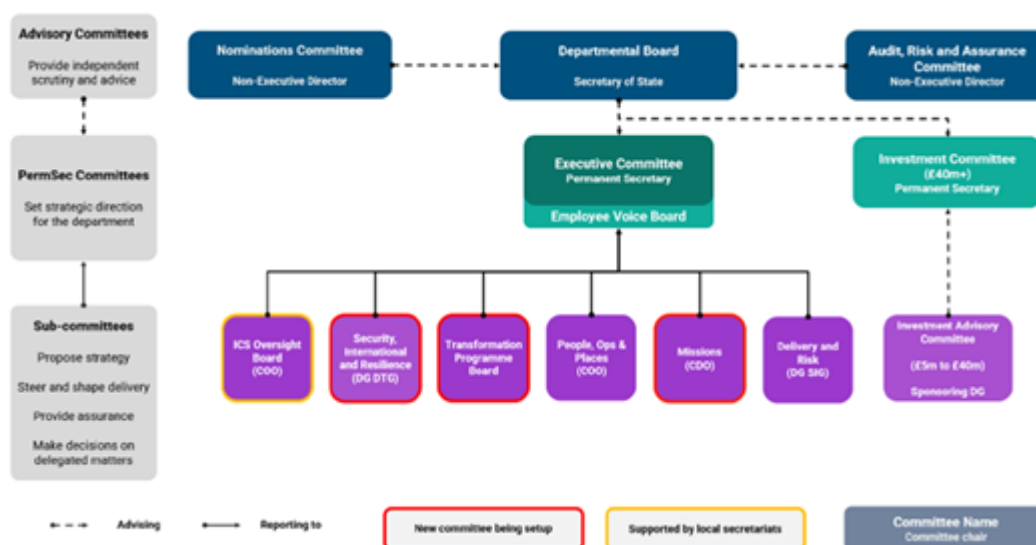 Advisory Committees
Provide independent
scrutiny and advice
PermSec Committees
Set strategic direction
for the department
Sub-committees
Propose strategy
Steer and shape delivery
Provide assurance
Make decisions on
delegated matters
Nominations Committee
Non-Executive Director
Departmental Board
Secretary of State
Audit, Risk and Assurance
Committee
Non-Executive Director
Executive Committee
Permanent Secretary
Employee Voice Board
Investment Committee
(£40m+)
Permanent Secretary
ICS Oversight
Board
(COO)
Security,
International
and Resilience
(DG DTG)
Transformation
Programme
Board
People, Ops &
Places
(COO)
Missions
(CDO)
Delivery and
Risk
(DG SIG)
Investment Advisory
Committee
(£5m to £40m)
Sponsoring DG
Advising
Reporting to
New committee being setup
Supported by local secretariats
Committee Name
Committee chair